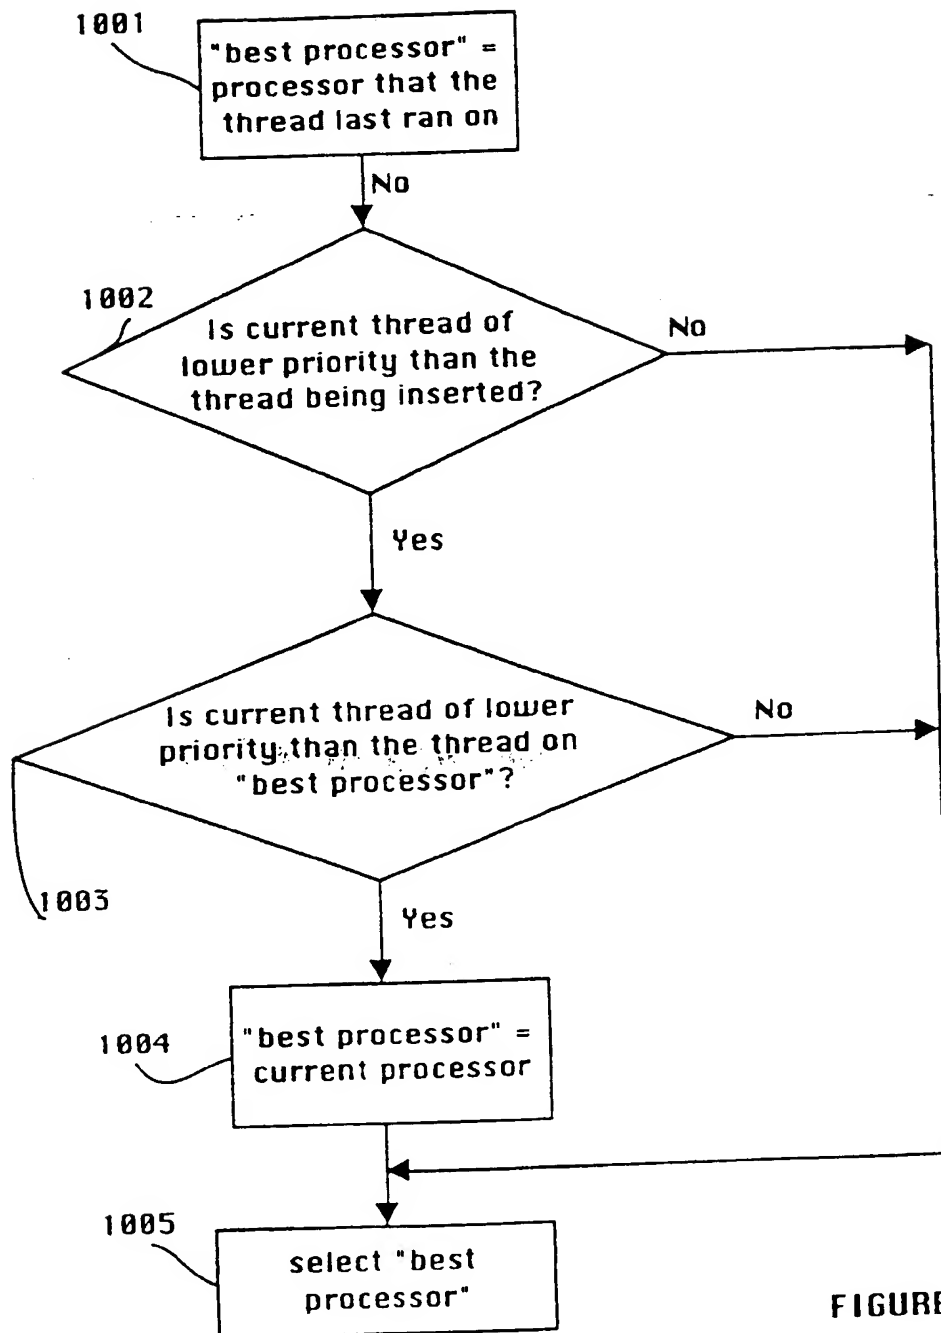 1001
"best processor" =
processor that the
thread last ran on
No
1002
Is current thread of
lower priority than the
thread being inserted?
No
Yes
Is current thread of lower
priority than the thread on
"best processor"?
No
1003
Yes
1004
"best processor" =
current processor
1005
select "best
processor"
FIGURE